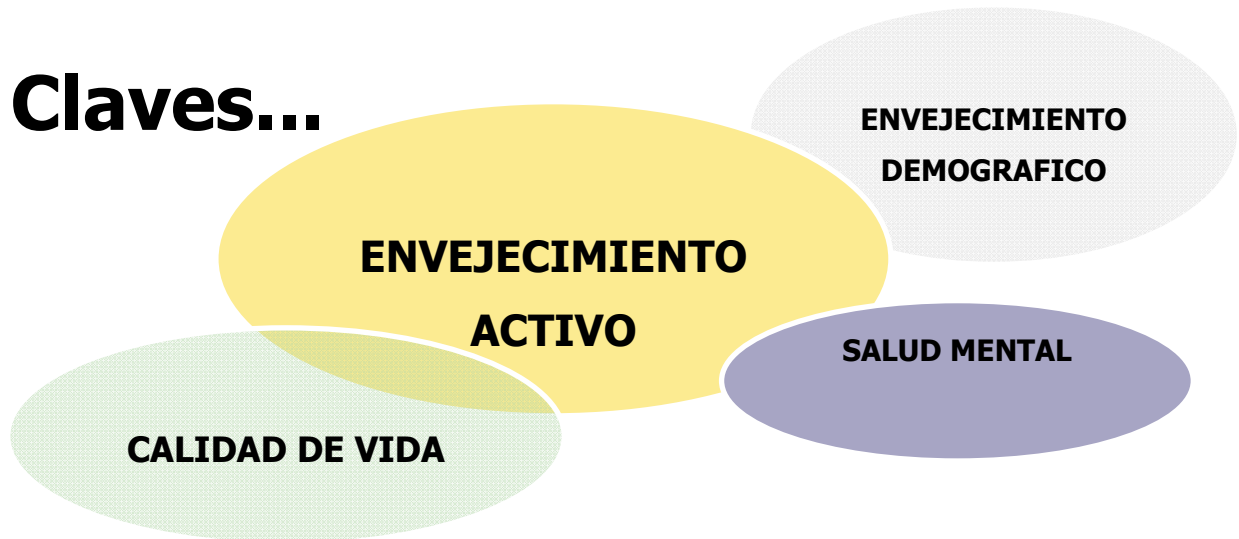 Claves...
ENVEJECIMIENTO
DEMOGRAFICO
ENVEJECIMIENTO
ACTIVO
SALUD MENTAL
CALIDAD DE VIDA